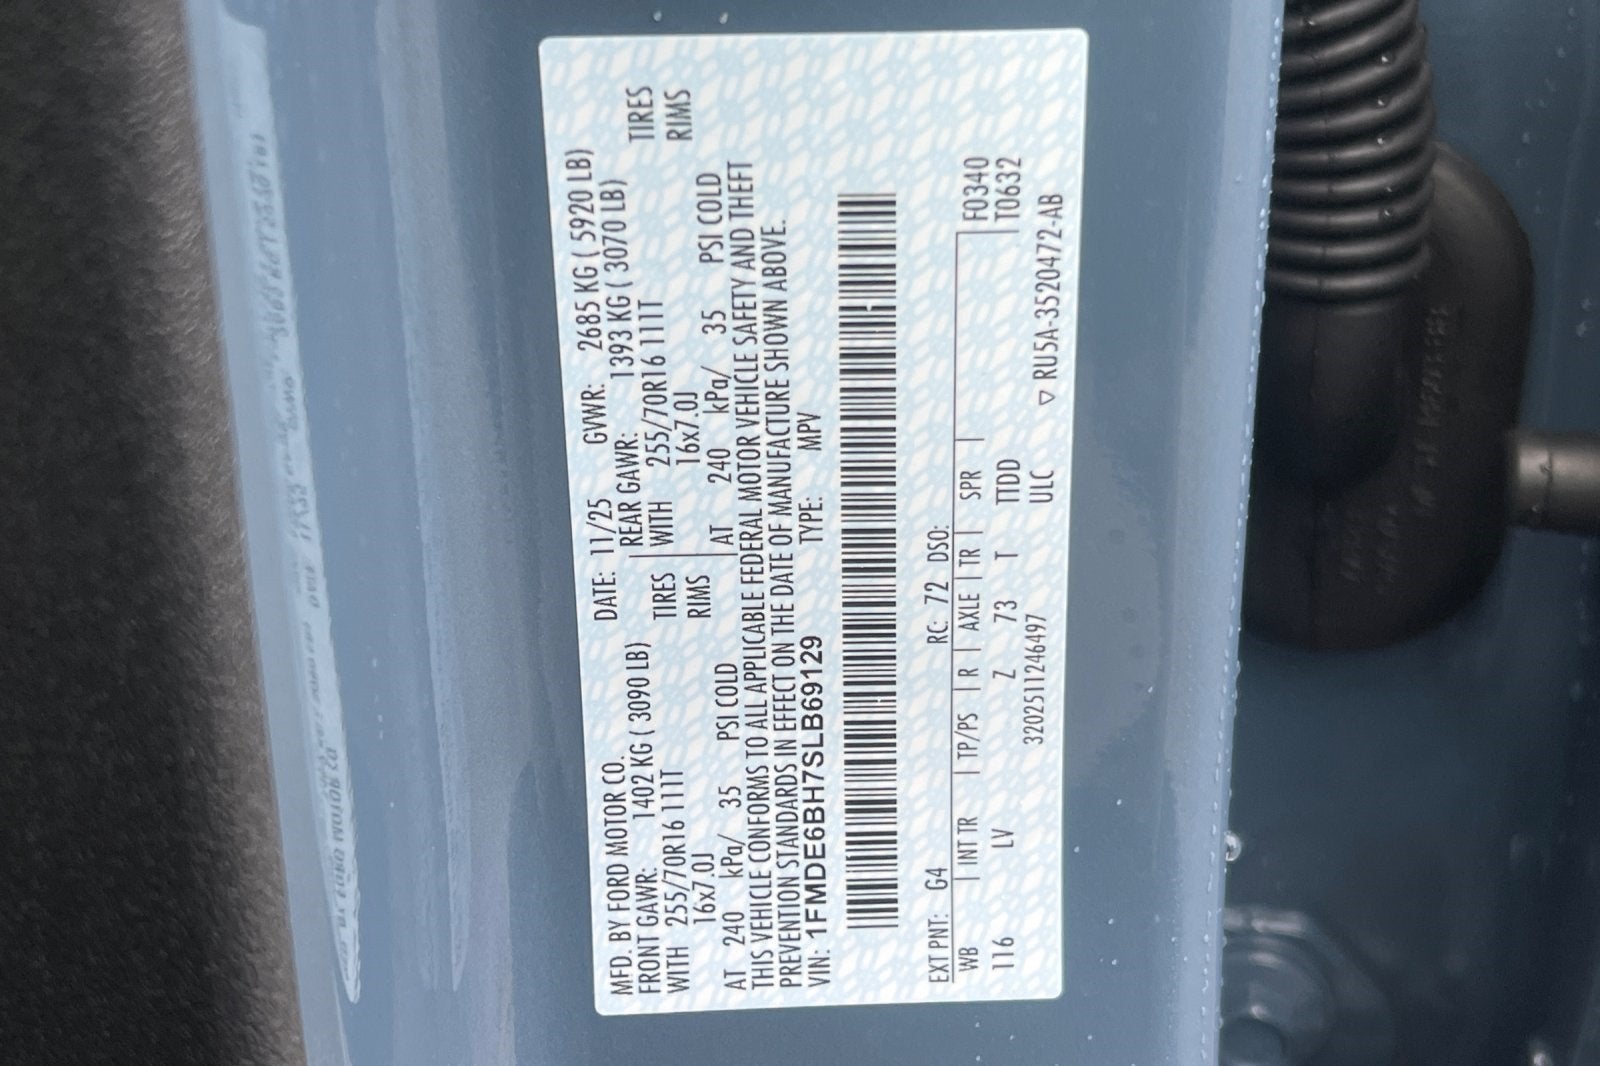 MFD. BY FORD MOTOR CO. DATE: 11/25 GVWR: 2685 KG ( 5920 LB)
FRONT GAWR: 1402 KG ( 3090 LB) REAR GAWR: 1393 KG ( 3070 LB)
WITH 255/70R16 111T TIRES WITH 255/70R16 111T TIRES
16x7.0J RIMS 16x7.0J RIMS
AT 240 kPa/ 35 PSI COLD AT 240 kPa/ 35 PSI COLD
THIS VEHICLE CONFORMS TO ALL APPLICABLE FEDERAL MOTOR VEHICLE SAFETY AND THEFT
PREVENTION STANDARDS IN EFFECT ON THE DATE OF MANUFACTURE SHOWN ABOVE.
VIN: 1FMDE6BH7SLB69129 TYPE: MPV
EXT PNT: G4 RC: 72 DSO: F0340
WB INT TR TP/PS R AXLE TR SPR T0632
116 LV Z 73 T TTDD
320251124 6497 ULC ▽ RU5A-3520472-AB